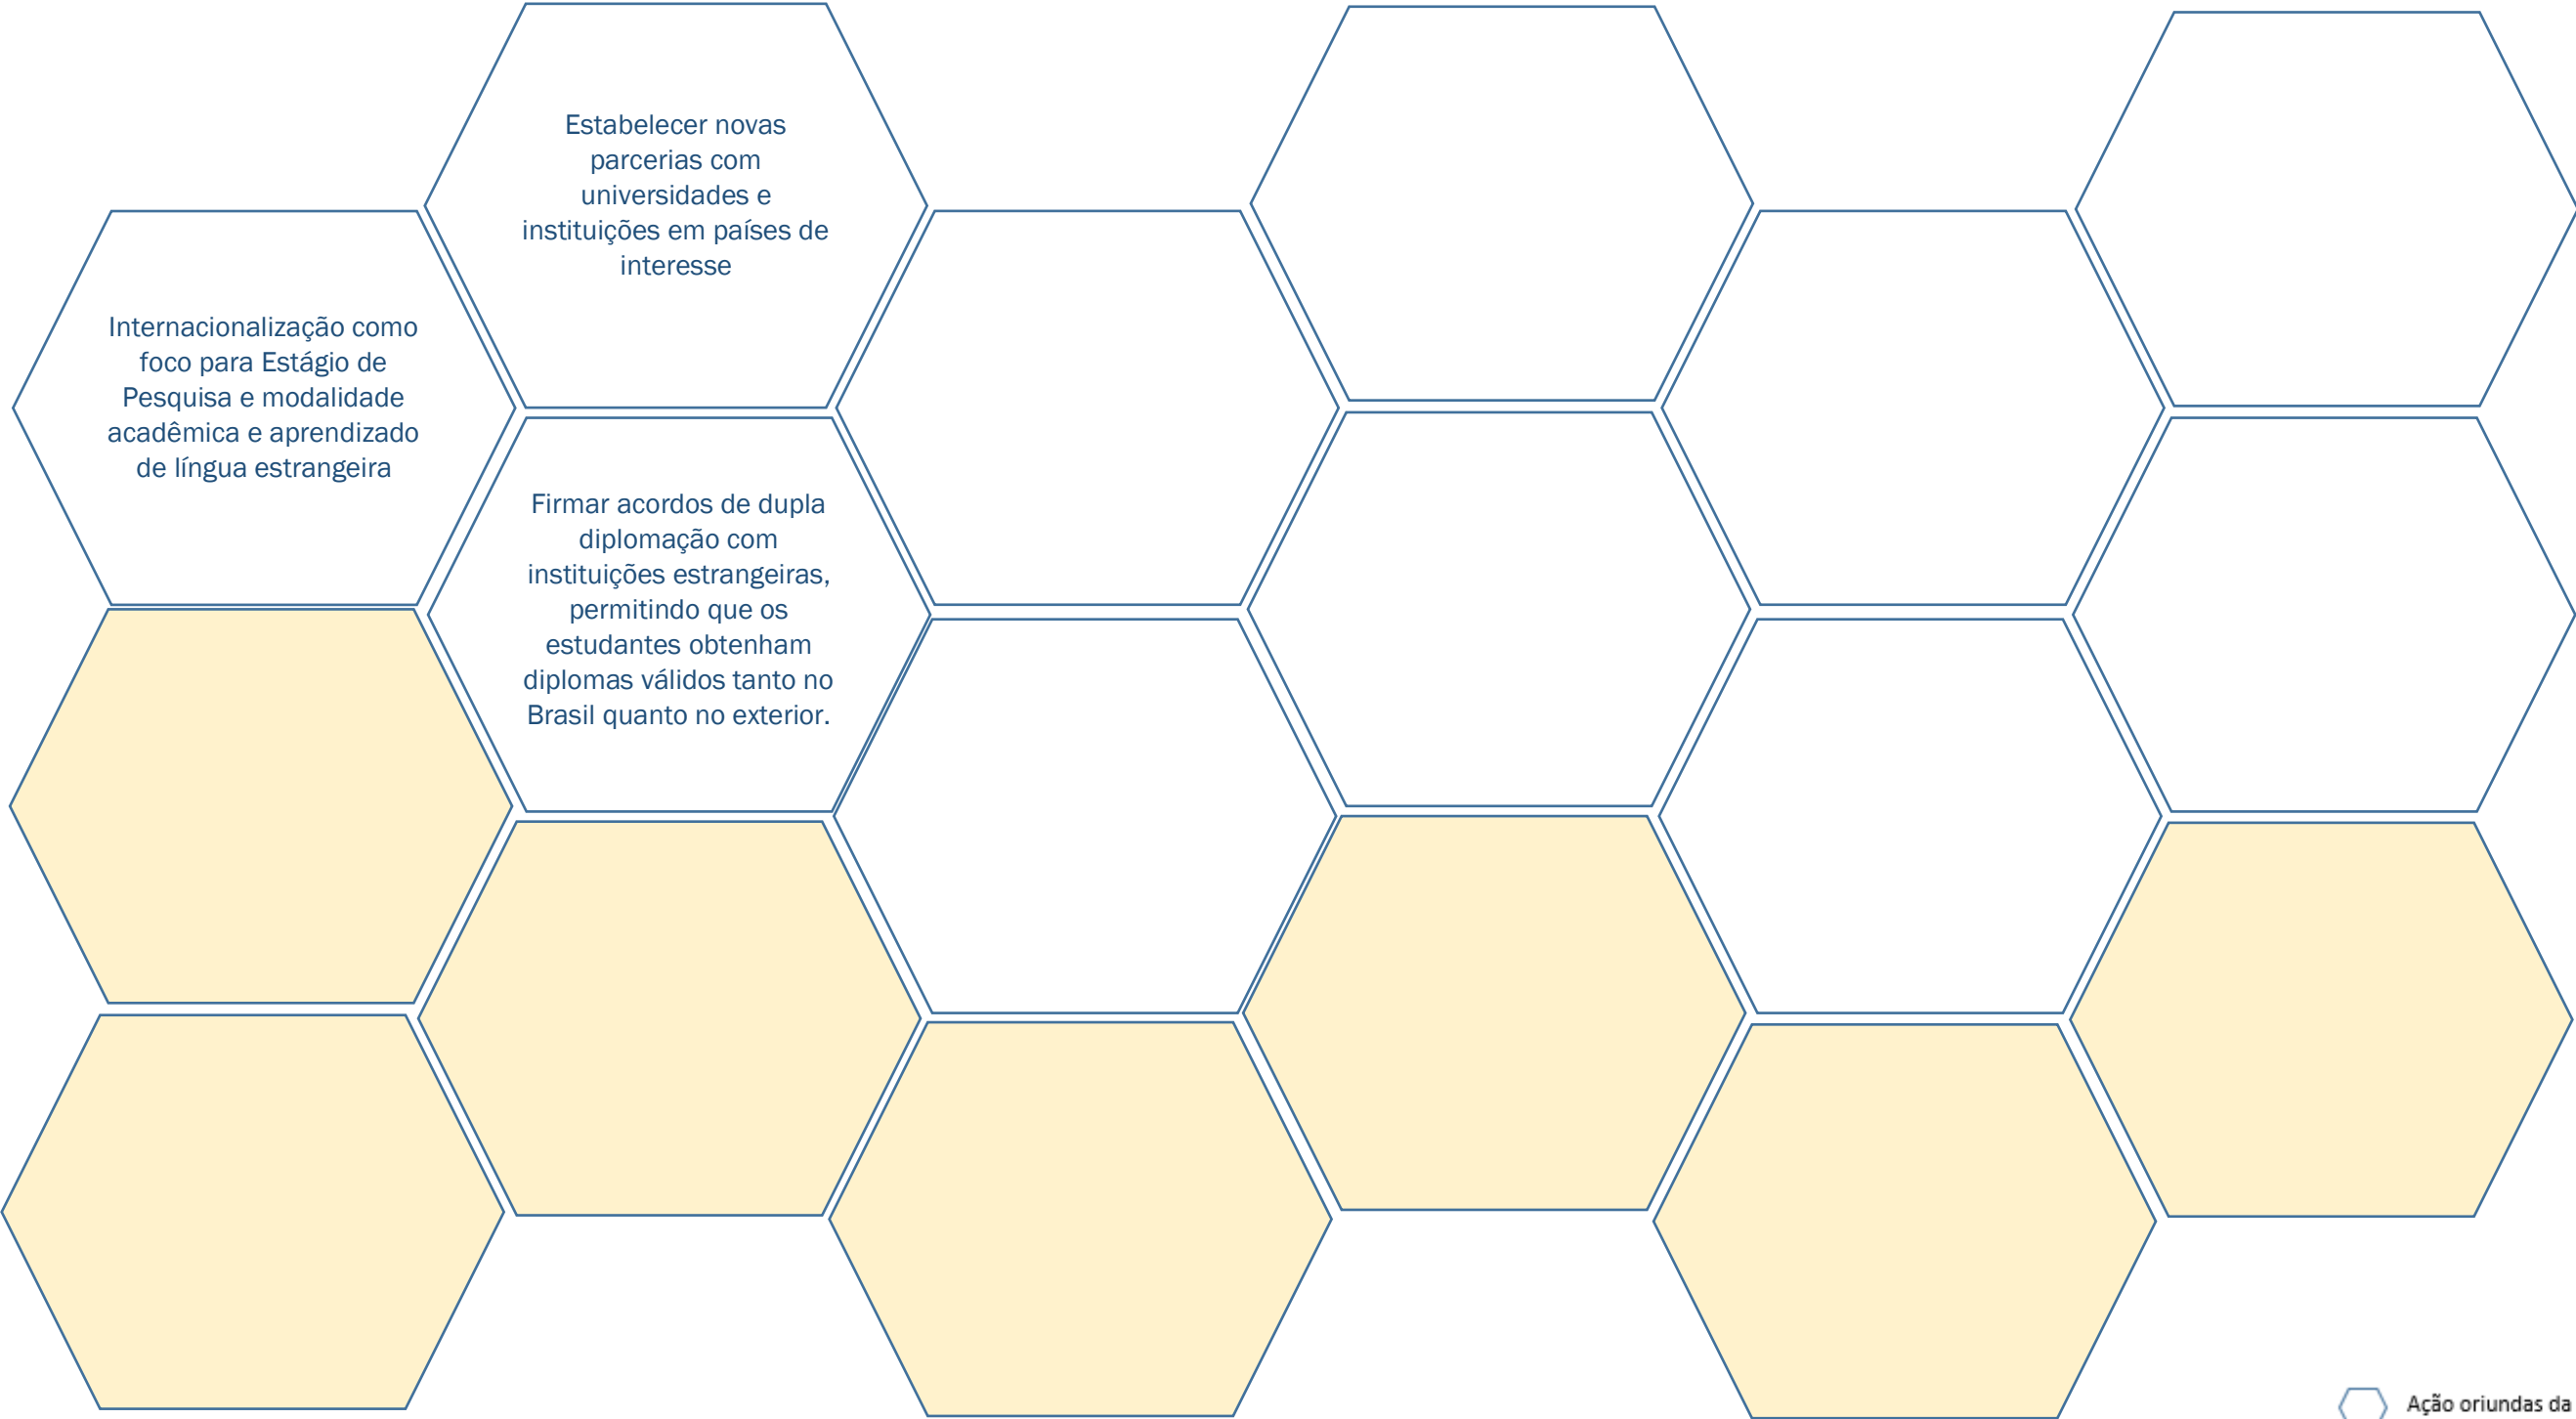 Estabelecer novas
parcerias com
universidades e
instituições em países de
interesse
Internacionalização como
foco para Estágio de
Pesquisa e modalidade
acadêmica e aprendizado
de língua estrangeira
Firmar acordos de dupla
diplomação com
instituições estrangeiras,
permitindo que os
estudantes obtenham
diplomas válidos tanto no
Brasil quanto no exterior.
Ação oriundas da